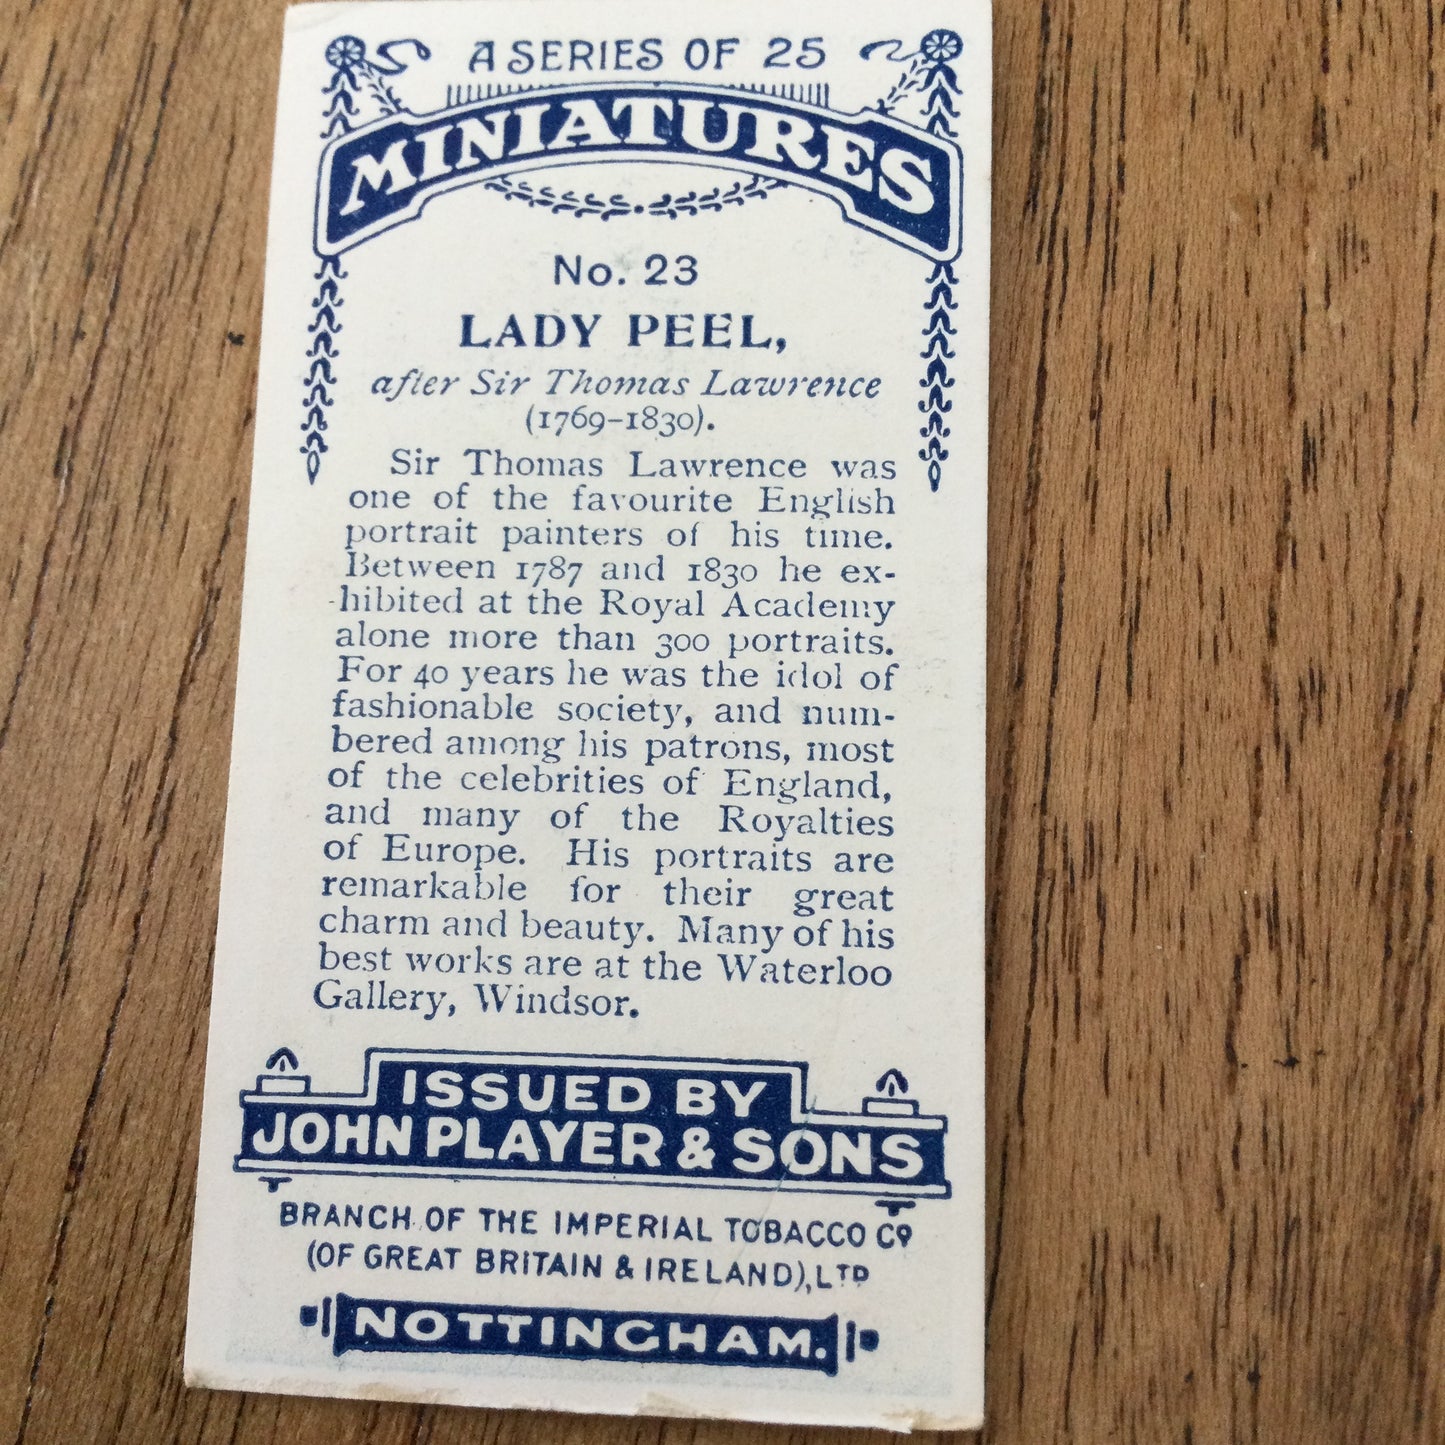 A SERIES OF 25
MINIATURES
No. 23
LADY PEEL,
after Sir Thomas Lawrence
(1769–1830).
Sir Thomas Lawrence was
one of the favourite English
portrait painters of his time.
Between 1787 and 1830 he ex-
hibited at the Royal Academy
alone more than 300 portraits.
For 40 years he was the idol of
fashionable society, and num-
bered among his patrons, most
of the celebrities of England,
and many of the Royalties
of Europe. His portraits are
remarkable for their great
charm and beauty. Many of his
best works are at the Waterloo
Gallery, Windsor.
ISSUED BY
JOHN PLAYER & SONS
BRANCH OF THE IMPERIAL TOBACCO CO
(OF GREAT BRITAIN & IRELAND), LTD
NOTTINGHAM.